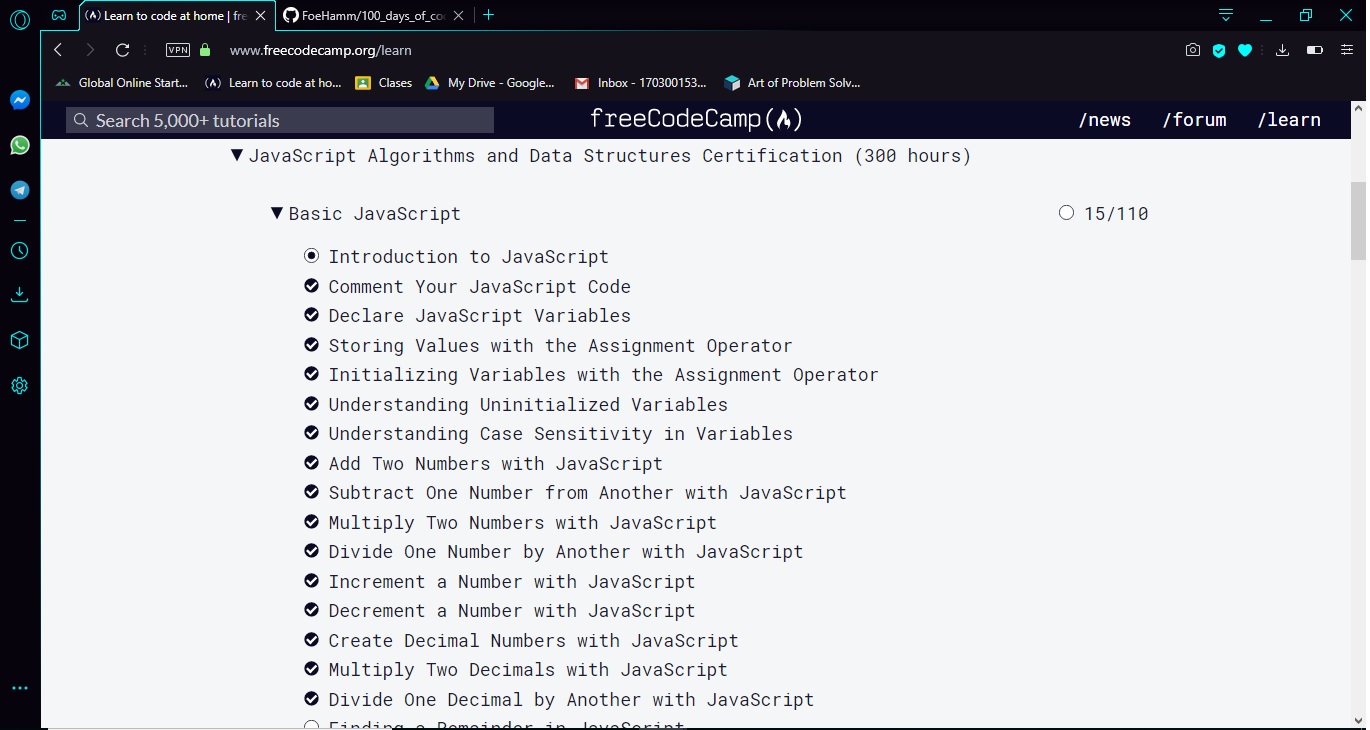 Learn to code at home | fre
FoeHamm/100_days_of_co
VPN
www.freecodecamp.org/learn
Global Online Start...
Learn to code at ho...
Clases
My Drive - Google...
Inbox - 170300153...
Art of Problem Solv...
Search 5,000+ tutorials
freeCodeCamp
/news
/forum
/learn
JavaScript Algorithms and Data Structures Certification (300 hours)
Basic JavaScript
15/110
Introduction to JavaScript
Comment Your JavaScript Code
Declare JavaScript Variables
Storing Values with the Assignment Operator
Initializing Variables with the Assignment Operator
Understanding Uninitialized Variables
Understanding Case Sensitivity in Variables
Add Two Numbers with JavaScript
Subtract One Number from Another with JavaScript
Multiply Two Numbers with JavaScript
Divide One Number by Another with JavaScript
Increment a Number with JavaScript
Decrement a Number with JavaScript
Create Decimal Numbers with JavaScript
Multiply Two Decimals with JavaScript
Divide One Decimal by Another with JavaScript
Finding a Remainder in JavaScript